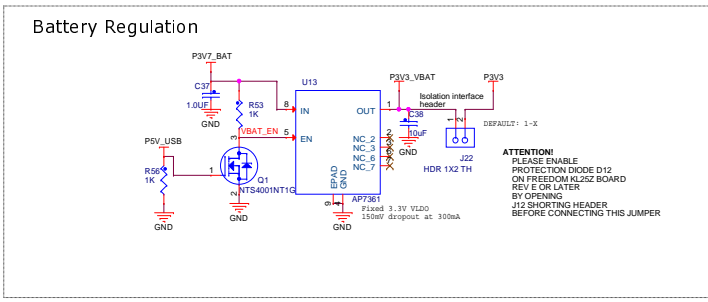 Battery Regulation
P3V7_BAT
U13
P3V3_VBAT
P3V3
C37
1.0UF
GND
R53
1K
8
IN
OUT
1
Isolation interface
header
C38
10uF
GND
1
2
DEFAULT: 1-X
J22
HDR 1X2 TH
P5V_USB
3
VBAT_EN
5
EN
NC_2
NC_3
NC_6
NC_7
2
R56
1K
GND
1
Q1
NTS4001NT1G
2
GND
EPAD
GND
9
4
GND
AP7361
Fixed 3.3V VLDO
150mV dropout at 300mA
ATTENTION!
PLEASE ENABLE
PROTECTION DIODE D12
ON FREEDOM KL25Z BOARD
REV E OR LATER
BY OPENING
J12 SHORTING HEADER
BEFORE CONNECTING THIS JUMPER